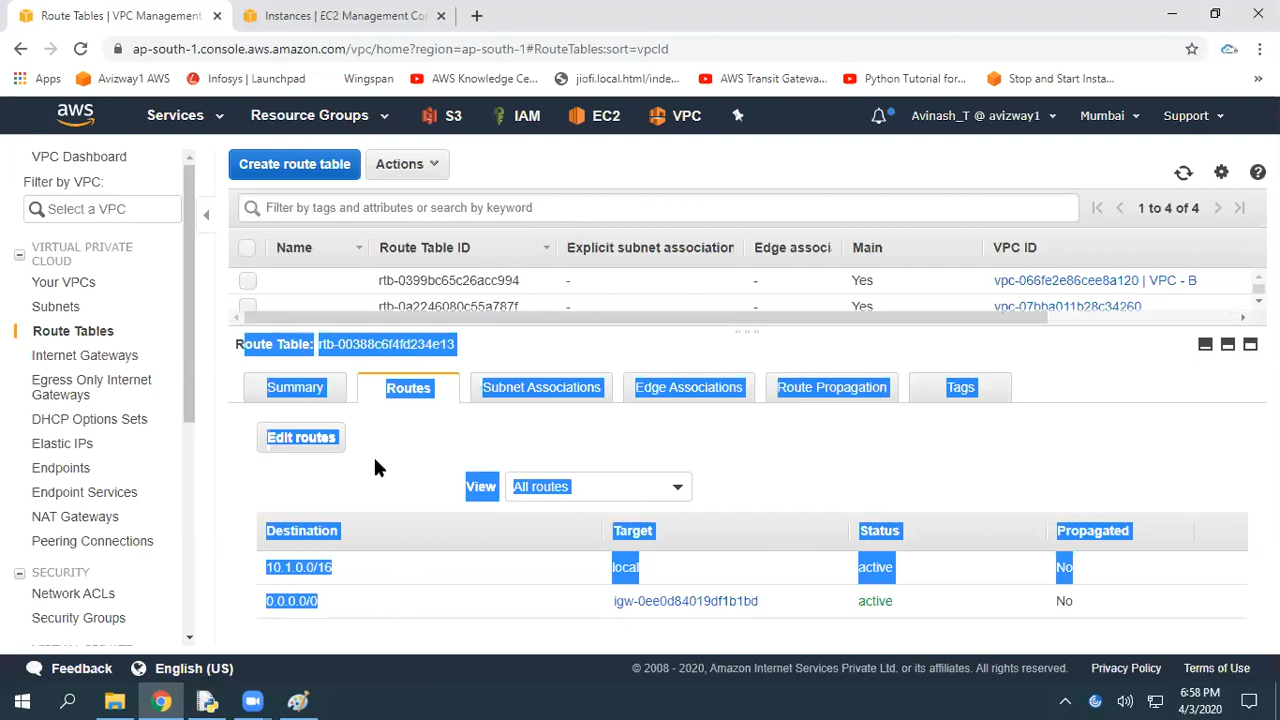 Route Tables | VPC Management
Instances | EC2 Management Con
ap-south-1.console.aws.amazon.com/vpc/home?region=ap-south-1#RouteTables:sort=vpcId
Apps
Avizway1 AWS
Infosys | Launchpad
Wingspan
AWS Knowledge Ce...
jiofi.local.html/inde...
AWS Transit Gatewa...
Python Tutorial for...
Stop and Start Insta...
»
aws
Services
Resource Groups
S3
IAM
EC2
VPC
Avinash_T @ avizway1
Mumbai
Support
VPC Dashboard
Filter by VPC:
Select a VPC
VIRTUAL PRIVATE
CLOUD
Your VPCs
Subnets
Route Tables
Internet Gateways
Egress Only Internet
Gateways
DHCP Options Sets
Elastic IPs
Endpoints
Endpoint Services
NAT Gateways
Peering Connections
SECURITY
Network ACLs
Security Groups
Create route table
Actions
Filter by tags and attributes or search by keyword
1 to 4 of 4
Name
Route Table ID
Explicit subnet association
Edge associ
Main
VPC ID
rtb-0399bc65c26acc994 - - Yes vpc-066fe2e86cee8a120 | VPC - B
rtb-0a2246080c55a787f - - Yes vpc-07bba011b28c34260
Route Table: rtb-00388c6f4fd234e13
Summary
Routes
Subnet Associations
Edge Associations
Route Propagation
Tags
Edit routes
View All routes
Destination Target Status Propagated
10.1.0.0/16 local active No
0.0.0.0/0 igw-0ee0d84019df1b1bd active No
Feedback
English (US)
© 2008 - 2020, Amazon Internet Services Private Ltd. or its affiliates. All rights reserved.
Privacy Policy
Terms of Use
6:58 PM
4/3/2020